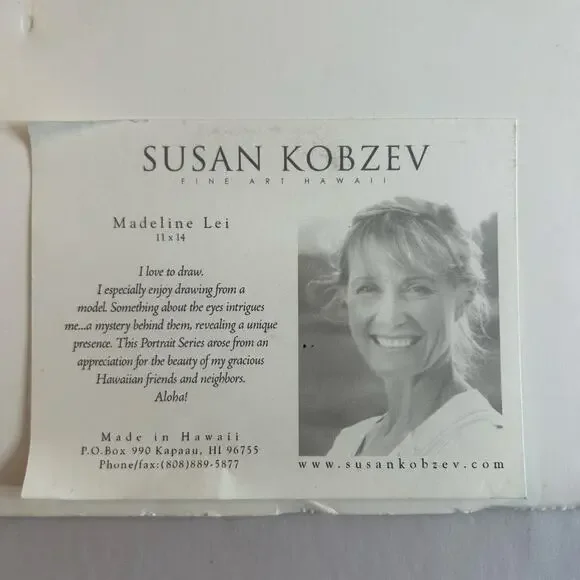 SUSAN KOBZEV
FINE ART HAWAII
Madeline Lei
11x14
I love to draw.
I especially enjoy drawing from a
model. Something about the eyes intrigues
me...a mystery behind them, revealing a unique
presence. This Portrait Series arose from an
appreciation for the beauty of my gracious
Hawaiian friends and neighbors.
Aloha!
Made in Hawaii
P.O.Box 990 Kapaau, HI 96755
Phone/fax:(808)889-5877
www.susankobzev.com